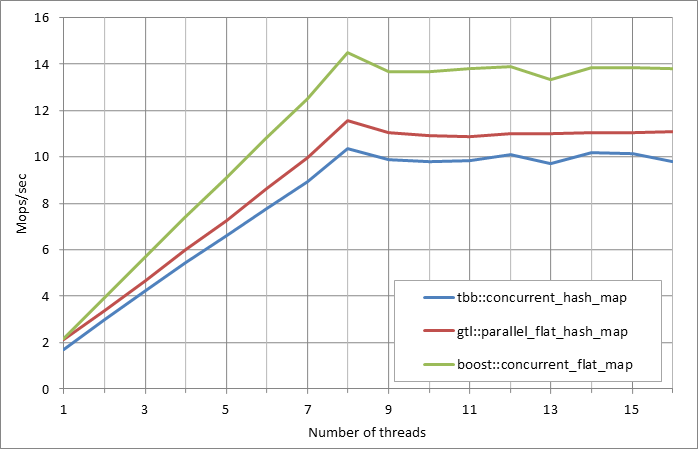 16
14
12
10
8
6
4
2
0
Mops/sec
tbb::concurrent_hash_map
gtl::parallel_flat_hash_map
boost::concurrent_flat_map
1 3 5 7 9 11 13 15
Number of threads